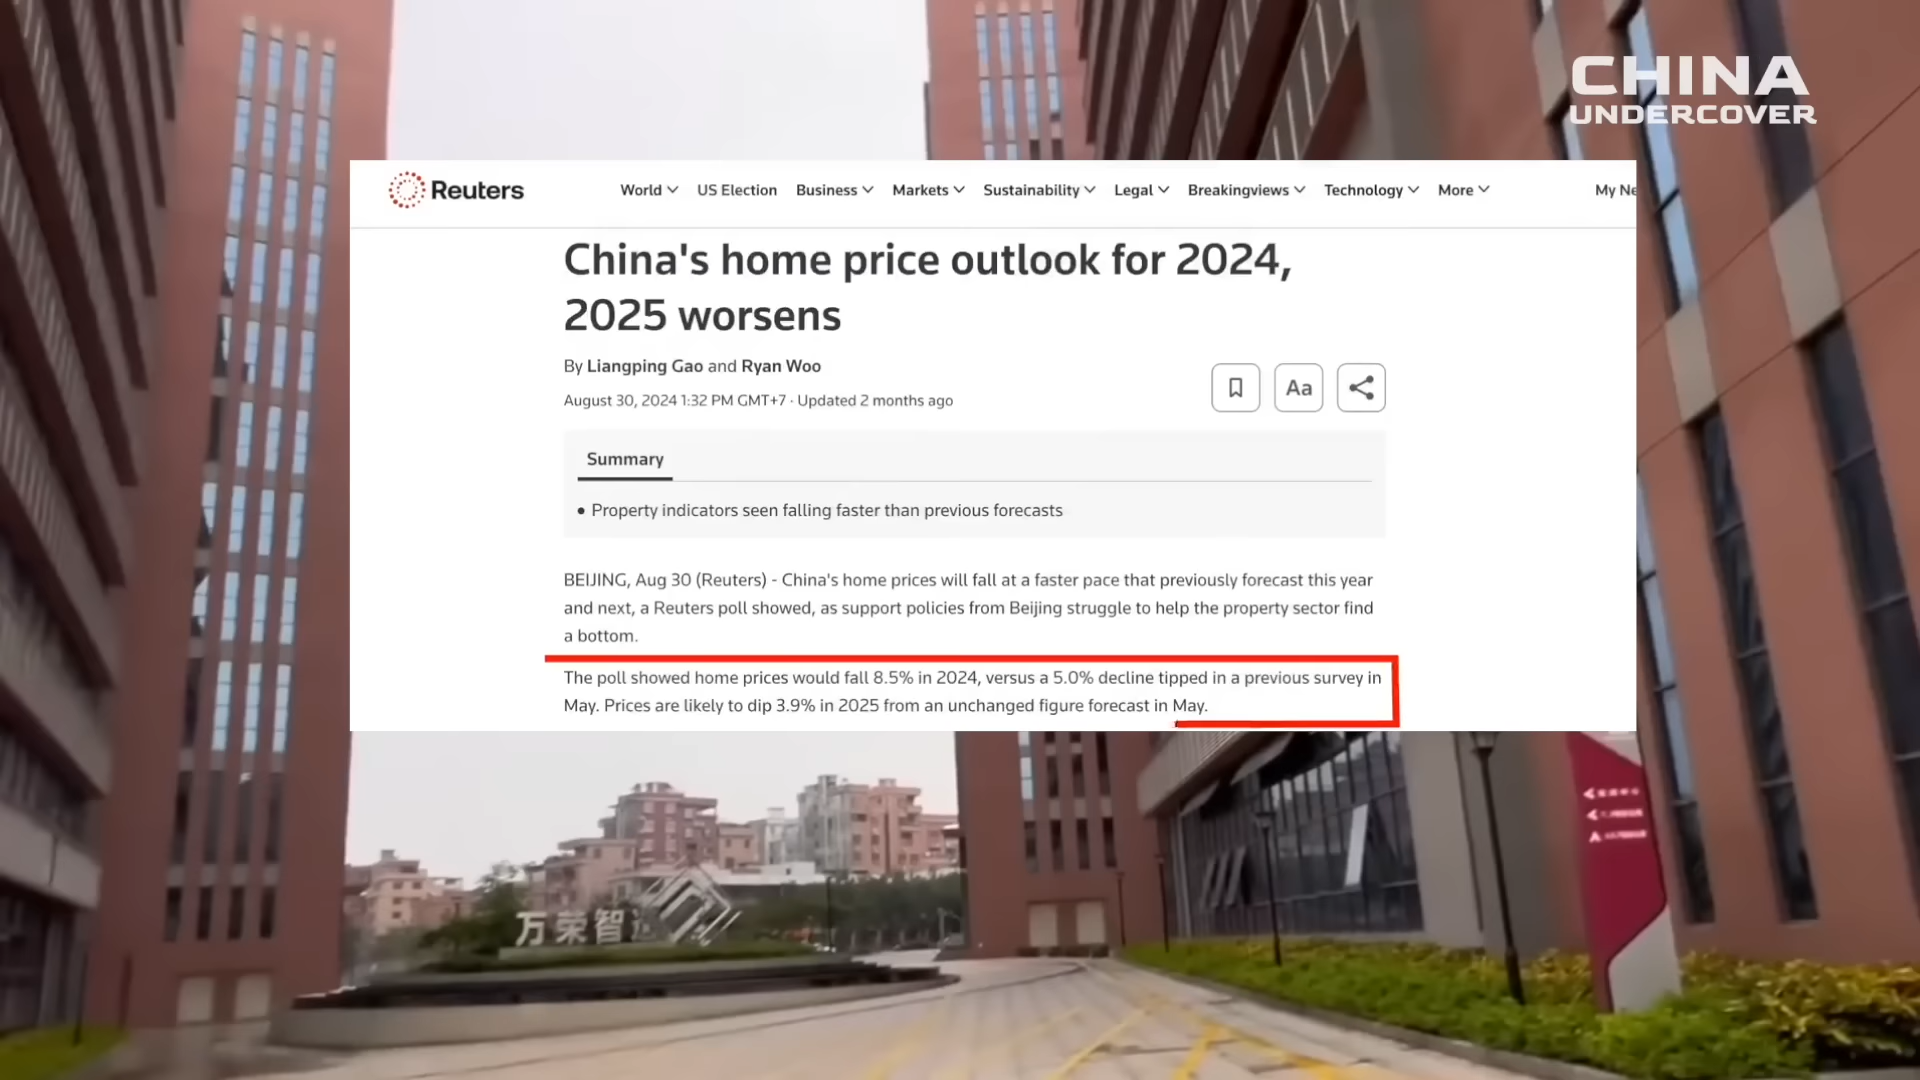 CHINA
UNDERCOVER
Reuters
World US Election Business Markets Sustainability Legal Breakingviews Technology More My Ne
China's home price outlook for 2024,
2025 worsens
By Liangping Gao and Ryan Woo
August 30, 2024 1:32 PM GMT+7 · Updated 2 months ago
Aa
Summary
• Property indicators seen falling faster than previous forecasts
BEIJING, Aug 30 (Reuters) - China's home prices will fall at a faster pace that previously forecast this year
and next, a Reuters poll showed, as support policies from Beijing struggle to help the property sector find
a bottom.
The poll showed home prices would fall 8.5% in 2024, versus a 5.0% decline tipped in a previous survey in
May. Prices are likely to dip 3.9% in 2025 from an unchanged figure forecast in May.
万荣智